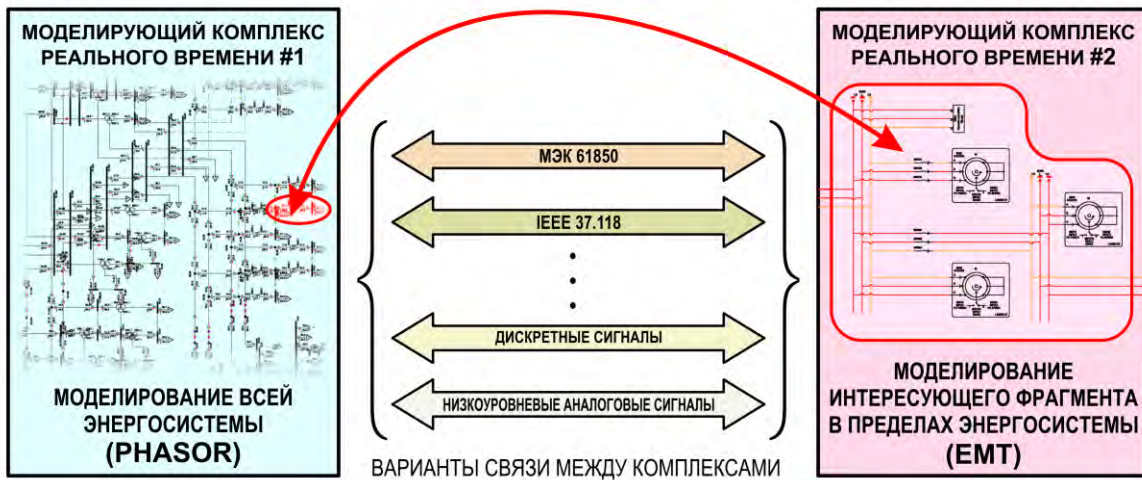 МОДЕЛИРУЮЩИЙ КОМПЛЕКС
РЕАЛЬНОГО ВРЕМЕНИ #1
МОДЕЛИРОВАНИЕ ВСЕЙ
ЭНЕРГОСИСТЕМЫ
(PHASOR)
МЭК 61850
IEEE 37.118
ДИСКРЕТНЫЕ СИГНАЛЫ
НИЗКОУРОВНЕВЫЕ АНАЛОГОВЫЕ СИГНАЛЫ
ВАРИАНТЫ СВЯЗИ МЕЖДУ КОМПЛЕКСАМИ
МОДЕЛИРУЮЩИЙ КОМПЛЕКС
РЕАЛЬНОГО ВРЕМЕНИ #2
МОДЕЛИРОВАНИЕ
ИНТЕРЕСУЮЩЕГО ФРАГМЕНТА
В ПРЕДЕЛАХ ЭНЕРГОСИСТЕМЫ
(EMT)